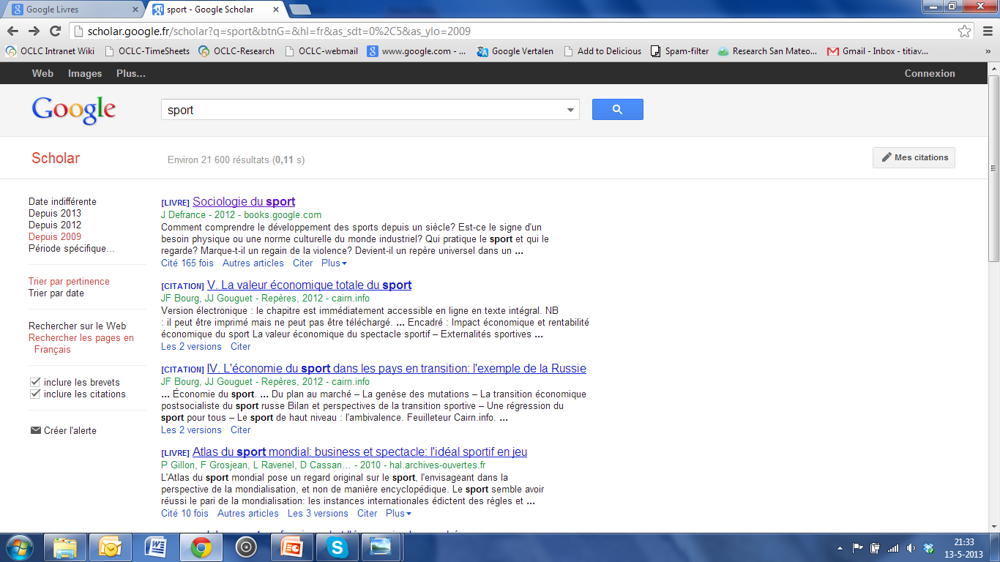 Google Livres
sport - Google Scholar
scholar.google.fr/scholar?q=sport&btnG=&hl=fr&as_sdt=0%2C5&as_ylo=2009
OCLC Intranet Wiki OCLC-TimeSheets OCLC-Research OCLC-webmail www.google.com - ... Google Vertalen Add to Delicious Spam-filter Research San Mateo... Gmail - Inbox - titiav... »
Web Images Plus... Connexion
Google
sport
Scholar
Environ 21 600 résultats (0,11 s)
Mes citations
Date indifférente
Depuis 2013
Depuis 2012
Depuis 2009
Période spécifique...
Trier par pertinence
Trier par date
Rechercher sur le Web
Rechercher les pages en
Français
inclure les brevets
inclure les citations
Créer l'alerte
[LIVRE] Sociologie du sport
J Defrance - 2012 - books.google.com
Comment comprendre le développement des sports depuis un siècle? Est-ce le signe d'un
besoin physique ou une norme culturelle du monde industriel? Qui pratique le sport et qui le
regarde? Marque-t-il un regain de la violence? Devient-il un repère universel dans un ...
Cité 165 fois Autres articles Citer Plus
[CITATION] V. La valeur économique totale du sport
JF Bourg, JJ Gouguet - Repères, 2012 - cairn.info
Version électronique : le chapitre est immédiatement accessible en ligne en texte intégral. NB
: il peut être imprimé mais ne peut pas être téléchargé. ... Encadré : Impact économique et rentabilité
économique du sport La valeur économique du spectacle sportif – Externalités sportives ...
Les 2 versions Citer
[CITATION] IV. L'économie du sport dans les pays en transition: l'exemple de la Russie
JF Bourg, JJ Gouguet - Repères, 2012 - cairn.info
... Économie du sport. ... Du plan au marché – La genèse des mutations – La transition économique
postsocialiste du sport russe Bilan et perspectives de la transition sportive – Une régression du
sport pour tous – Le sport de haut niveau : l'ambivalence. Feuilleteur Cairn.info. ...
Les 2 versions Citer
[LIVRE] Atlas du sport mondial: business et spectacle: l'idéal sportif en jeu
P Gillon, F Grosjean, L Ravenel, D Cassan... - 2010 - hal.archives-ouvertes.fr
L'Atlas du sport mondial pose un regard original sur le sport, l'envisageant dans la
perspective de la mondialisation, et non de manière encyclopédique. Le sport semble avoir
réussi le pari de la mondialisation: les instances internationales édictent des règles et ...
Cité 10 fois Autres articles Les 3 versions Citer Plus
21:33
13-5-2013